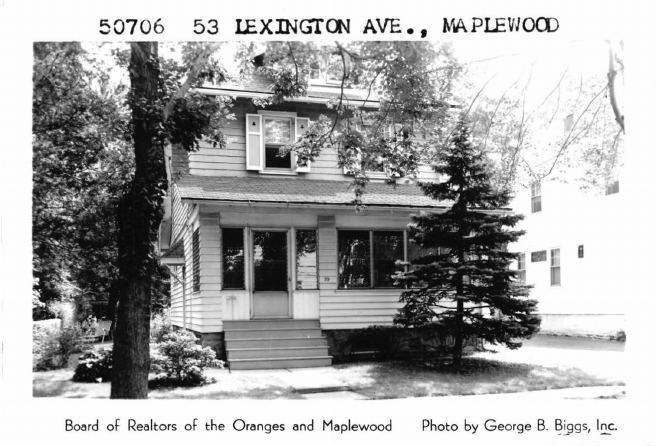 50706 53 LEXINGTON AVE., MAPLEWOOD
Board of Realtors of the Oranges and Maplewood Photo by George B. Biggs, Inc.